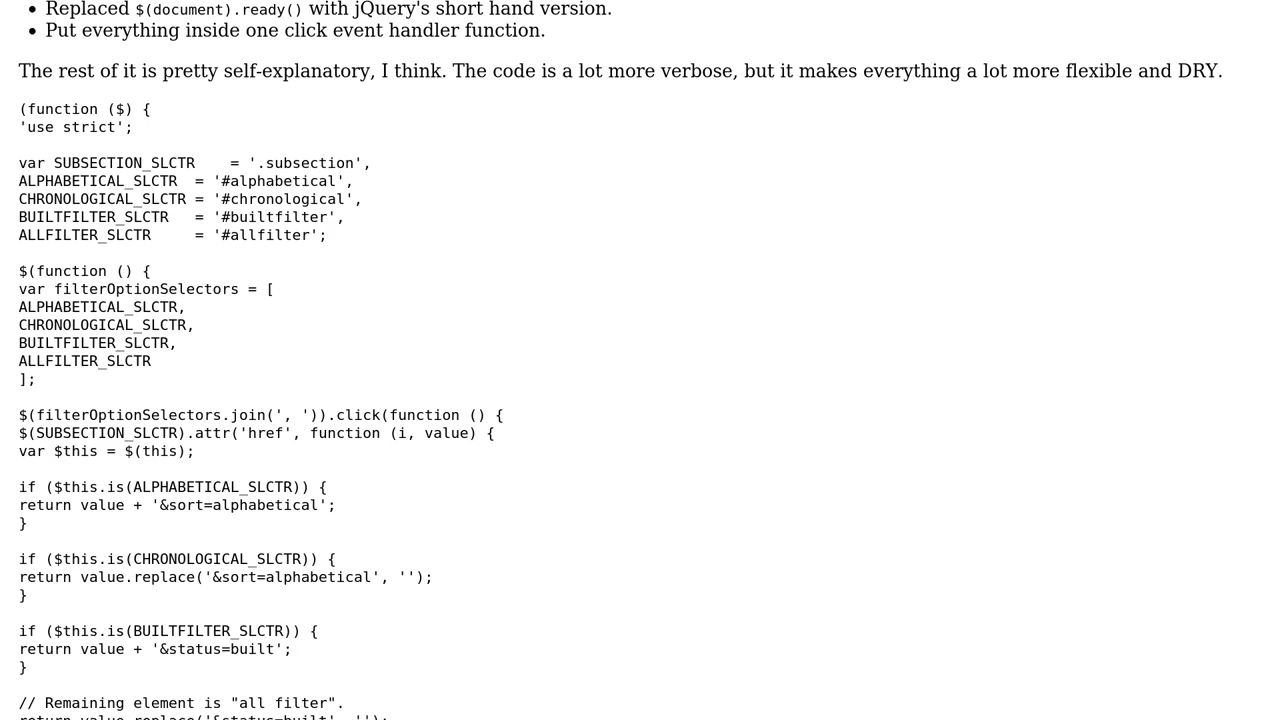 • Replaced $(document).ready() with jQuery's short hand version.
• Put everything inside one click event handler function.
The rest of it is pretty self-explanatory, I think. The code is a lot more verbose, but it makes everything a lot more flexible and DRY.
(function ($) {
'use strict';
var SUBSECTION_SLCTR    = '.subsection',
ALPHABETICAL_SLCTR  = '#alphabetical',
CHRONOLOGICAL_SLCTR = '#chronological',
BUILTFILTER_SLCTR   = '#builtfilter',
ALLFILTER_SLCTR     = '#allfilter';
$(function () {
var filterOptionSelectors = [
ALPHABETICAL_SLCTR,
CHRONOLOGICAL_SLCTR,
BUILTFILTER_SLCTR,
ALLFILTER_SLCTR
];
$(filterOptionSelectors.join(', ')).click(function () {
$(SUBSECTION_SLCTR).attr('href', function (i, value) {
var $this = $(this);
if ($this.is(ALPHABETICAL_SLCTR)) {
return value + '&sort=alphabetical';
}
if ($this.is(CHRONOLOGICAL_SLCTR)) {
return value.replace('&sort=alphabetical', '');
}
if ($this.is(BUILTFILTER_SLCTR)) {
return value + '&status=built';
}
// Remaining element is "all filter".
return value.replace('&status=built', '');